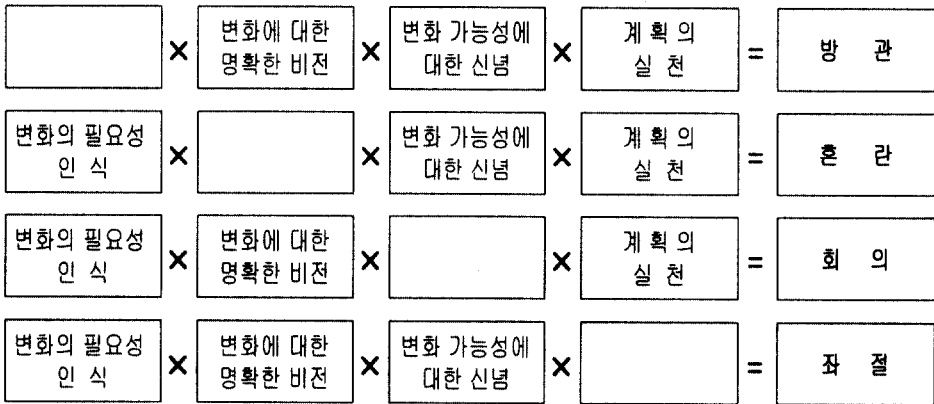 변화에 대한
명확한 비전
변화 가능성에
대한 신념
계획의
실 천
방 관
변화의 필요성
인 식
변화 가능성에
대한 신념
계획의
실 천
혼 란
변화의 필요성
인 식
변화에 대한
명확한 비전
계획의
실 천
회 의
변화의 필요성
인 식
변화에 대한
명확한 비전
변화 가능성에
대한 신념
좌 절